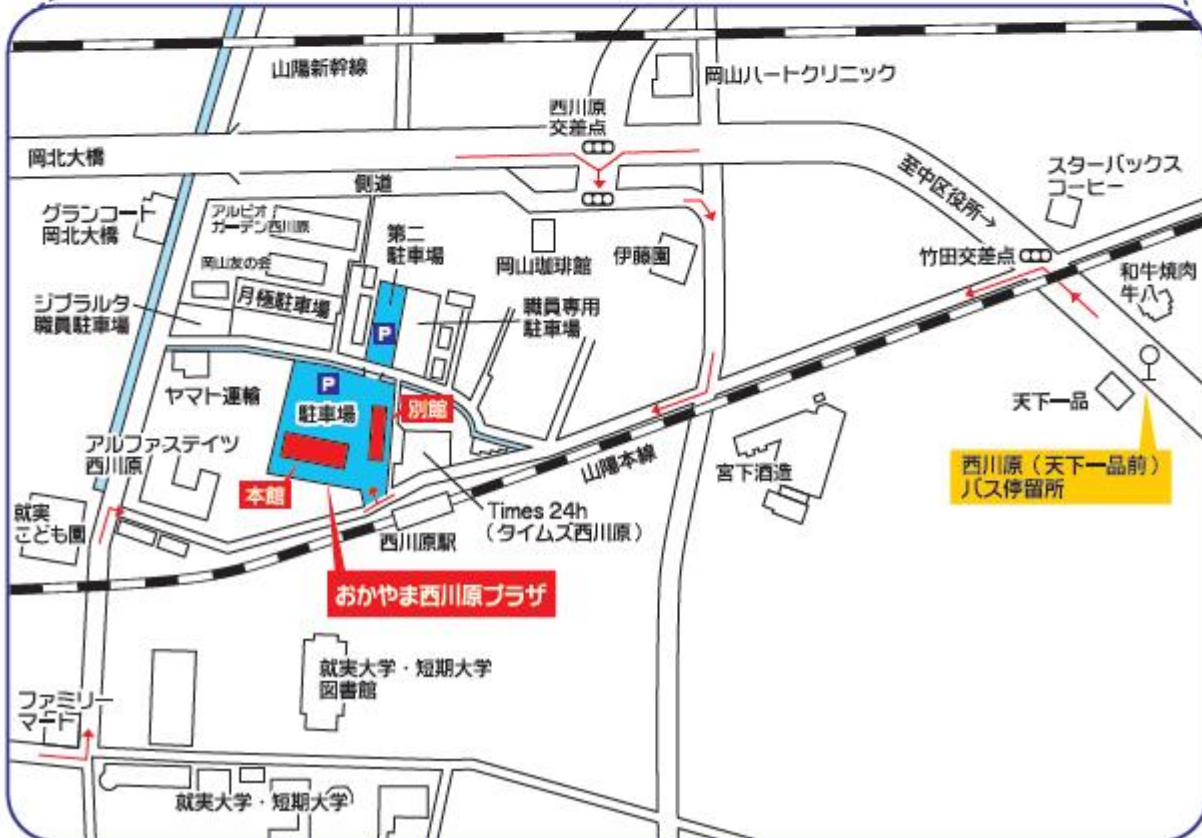 山陽新幹線
岡山ハートクリニック
西川原
交差点
岡北大橋
側道
至中区役所→
スターバックス
コーヒー
グランコート
岡北大橋
アルビオ
ガーデン西川原
第二
駐車場
岡山珈琲館
伊藤園
竹田交差点
和牛焼肉
牛八
岡山友の会
月極駐車場
ジブラルタ
職員駐車場
P
職員専用
駐車場
ヤマト運輸
P
駐車場
別館
天下一品
アルファステイツ
西川原
本館
山陽本線
宮下酒造
西川原（天下一品前）
バス停留所
就実
こども園
Times 24h
（タイムズ西川原）
西川原駅
おかやま西川原プラザ
就実大学・短期大学
図書館
ファミリー
マート
就実大学・短期大学